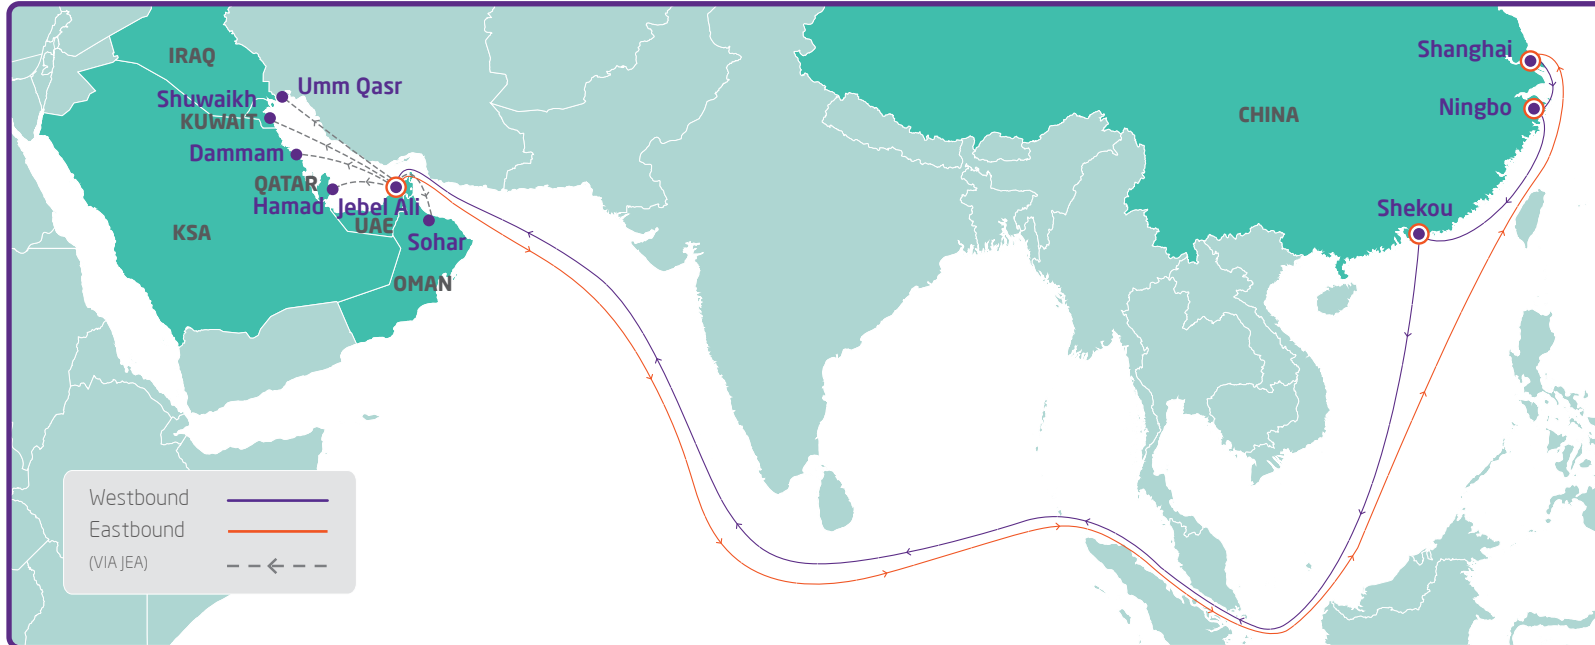 IRAQ
Umm Qasr
Shuwaikh
KUWAIT
Dammam
QATAR
Hamad
Jebel Ali
UAE
KSA
Sohar
OMAN
CHINA
Shanghai
Ningbo
Shekou
Westbound
Eastbound
(VIA JEA)